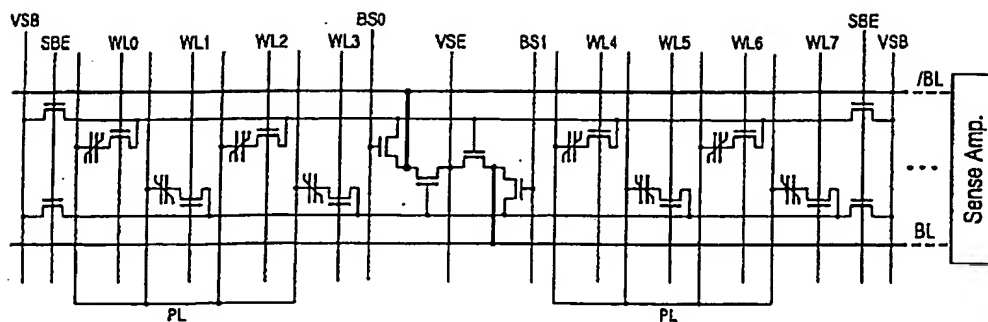 VSB SBE WL0 WL1 WL2 WL3 BS0 VSE BS1 WL4 WL5 WL6 WL7 SBE VSB
/BL
Sense Amp.
BL
PL PL